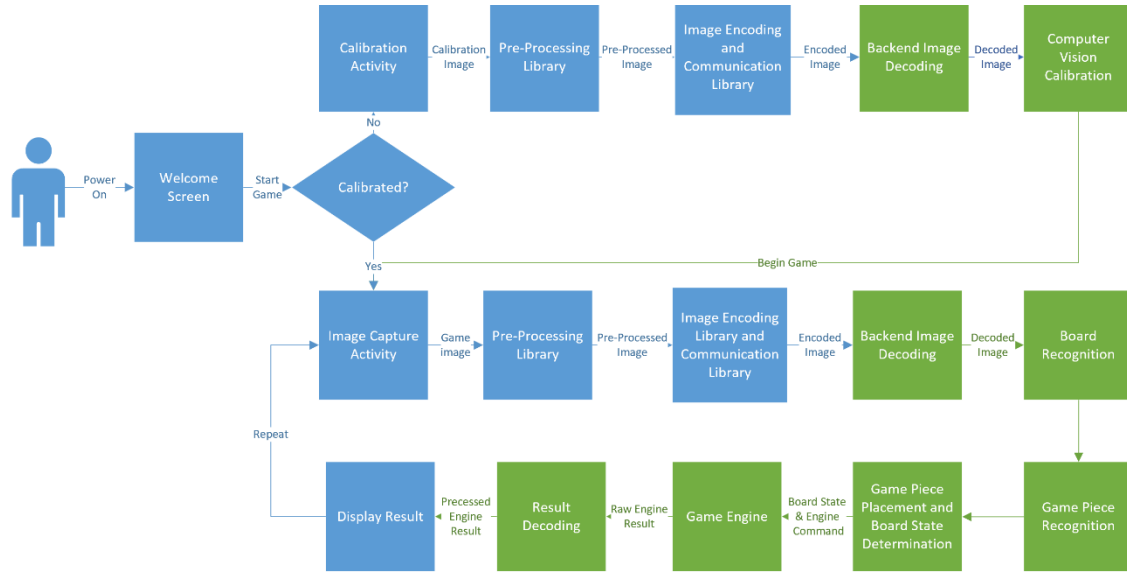 Calibration
Activity
Calibration
Image
Pre-Processing
Library
Pre-Processed
Image
Image Encoding
and
Communication
Library
Encoded
Image
Backend Image
Decoding
Decoded
Image
Computer
Vision
Calibration
No
Power
On
Welcome
Screen
Start
Game
Calibrated?
Yes
Begin Game
Image Capture
Activity
Game
image
Pre-Processing
Library
Pre-Processed
Image
Image Encoding
Library and
Communication
Library
Encoded
Image
Backend Image
Decoding
Decoded
Image
Board
Recognition
Repeat
Display Result
Precessed
Engine
Result
Result
Decoding
Raw Engine
Result
Game Engine
Board State
& Engine
Command
Game Piece
Placement and
Board State
Determination
Game Piece
Recognition